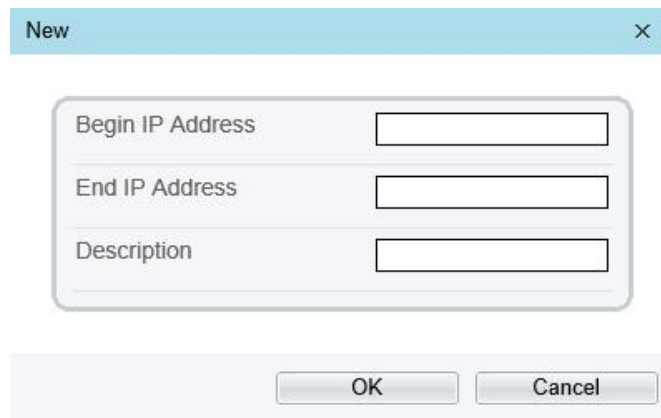 New ×
Begin IP Address
End IP Address
Description
OK Cancel